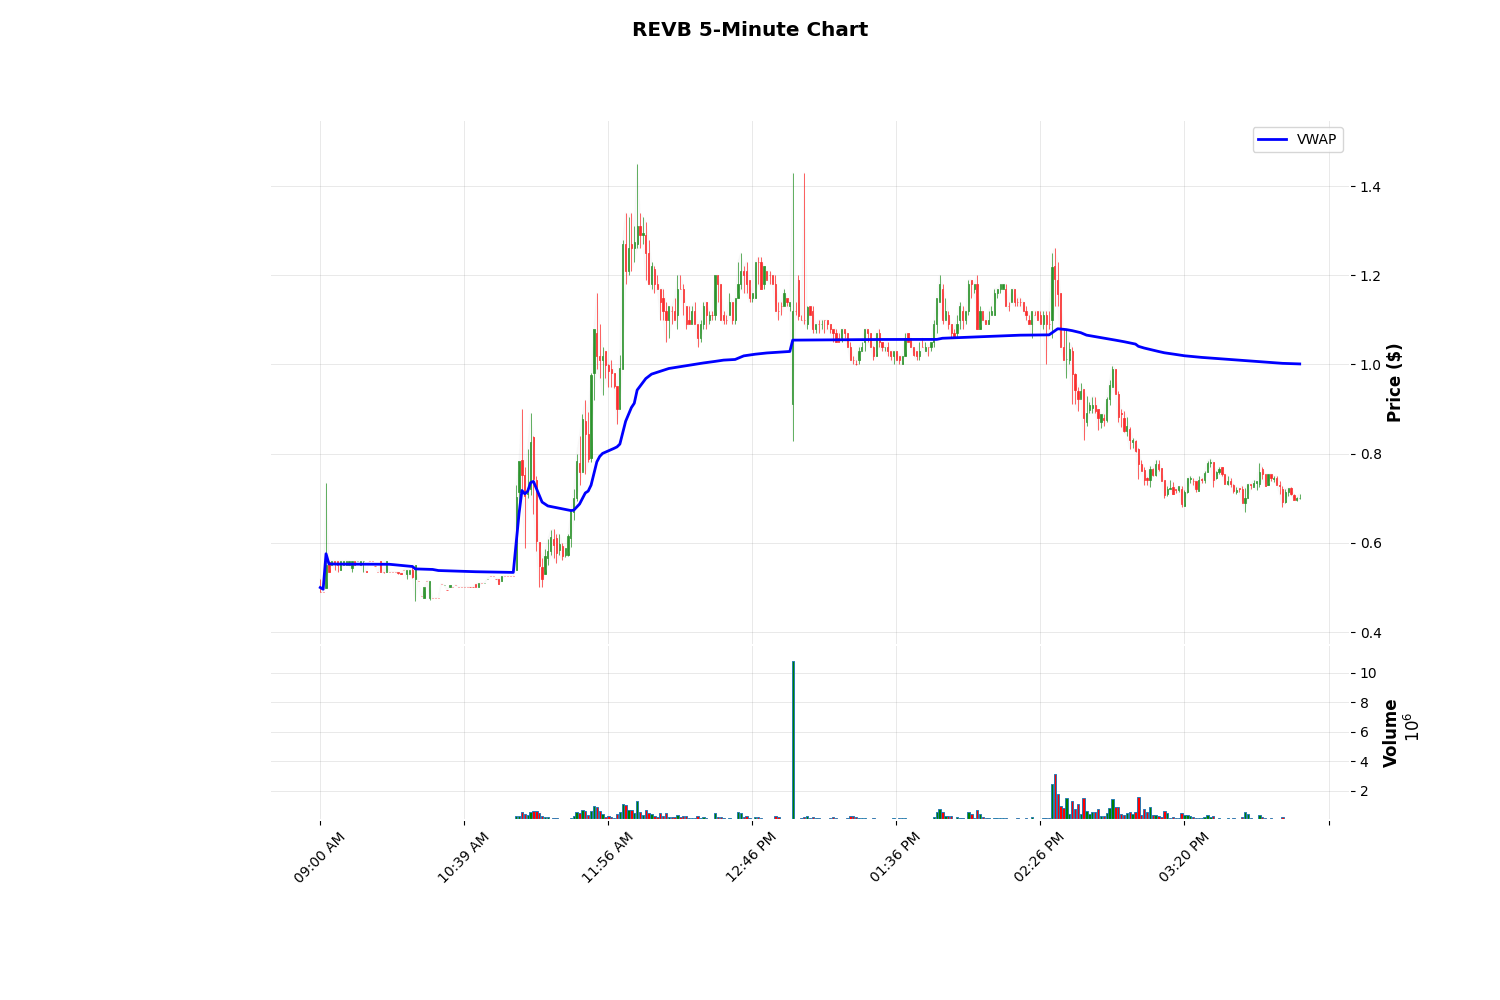 REVB 5-Minute Chart
VWAP
1.4
1.2
1.0
0.8
0.6
0.4
Price ($)
10
8
6
4
2
Volume
10^6
09:00 AM
10:39 AM
11:56 AM
12:46 PM
01:36 PM
02:26 PM
03:20 PM